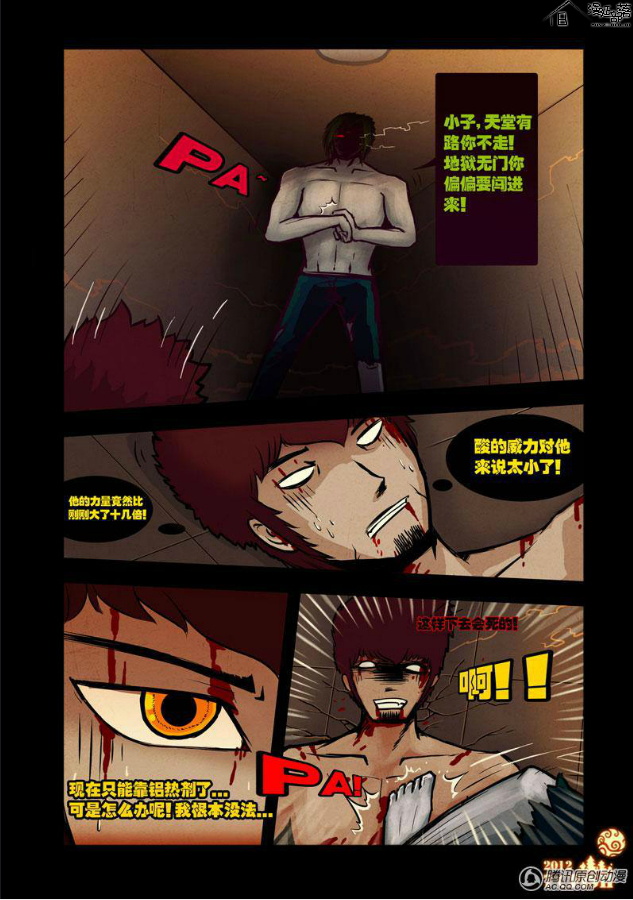 漫域部落
小子，天堂有
路你不走！
地狱无门你
偏偏要闯进
来！
PA~
酸的威力对他
来说太小了！
他的力量竟然比
刚刚大了十几倍！
现在只能靠铝热剂了...
可是怎么办呢！我根本没法...
这样下去会死的！
啊！！
PA!
2012
腾讯原创动漫
AC.QQ.COM